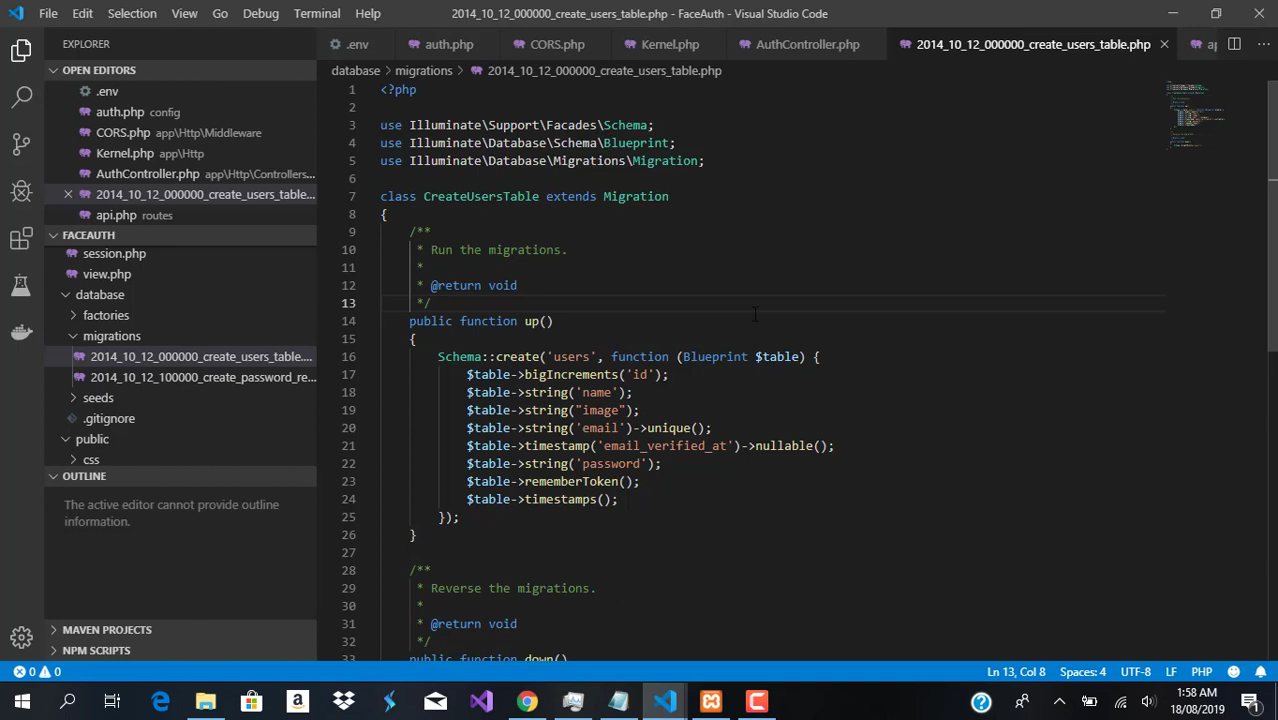 File Edit Selection View Go Debug Terminal Help 2014_10_12_000000_create_users_table.php - FaceAuth - Visual Studio Code
EXPLORER
OPEN EDITORS
.env
auth.php config
CORS.php app\Http\Middleware
Kernel.php app\Http
AuthController.php app\Http\Controllers...
2014_10_12_000000_create_users_table...
api.php routes
FACEAUTH
session.php
view.php
database
factories
migrations
2014_10_12_000000_create_users_table....
2014_10_12_100000_create_password_re...
seeds
.gitignore
public
css
OUTLINE
The active editor cannot provide outline
information.
MAVEN PROJECTS
NPM SCRIPTS
.env auth.php CORS.php Kernel.php AuthController.php 2014_10_12_000000_create_users_table.php ap
database > migrations > 2014_10_12_000000_create_users_table.php
1 <?php
2
3 use Illuminate\Support\Facades\Schema;
4 use Illuminate\Database\Schema\Blueprint;
5 use Illuminate\Database\Migrations\Migration;
6
7 class CreateUsersTable extends Migration
8 {
9 /**
10 * Run the migrations.
11 *
12 * @return void
13 */
14 public function up()
15 {
16 Schema::create('users', function (Blueprint $table) {
17 $table->bigIncrements('id');
18 $table->string('name');
19 $table->string("image");
20 $table->string('email')->unique();
21 $table->timestamp('email_verified_at')->nullable();
22 $table->string('password');
23 $table->rememberToken();
24 $table->timestamps();
25 });
26 }
27
28 /**
29 * Reverse the migrations.
30 *
31 * @return void
32 */
33 public function down()
0 0 Ln 13, Col 8 Spaces: 4 UTF-8 LF PHP
1:58 AM
18/08/2019